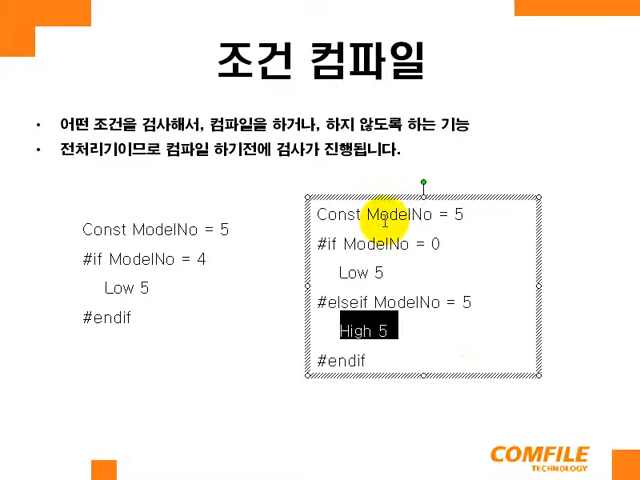 조건 컴파일
• 어떤 조건을 검사해서, 컴파일을 하거나, 하지 않도록 하는 기능
• 전처리기이므로 컴파일 하기전에 검사가 진행됩니다.
Const ModelNo = 5
#if ModelNo = 4
Low 5
#endif
Const ModelNo = 5
#if ModelNo = 0
Low 5
#elseif ModelNo = 5
High 5
#endif
COMFILE
TECHNOLOGY